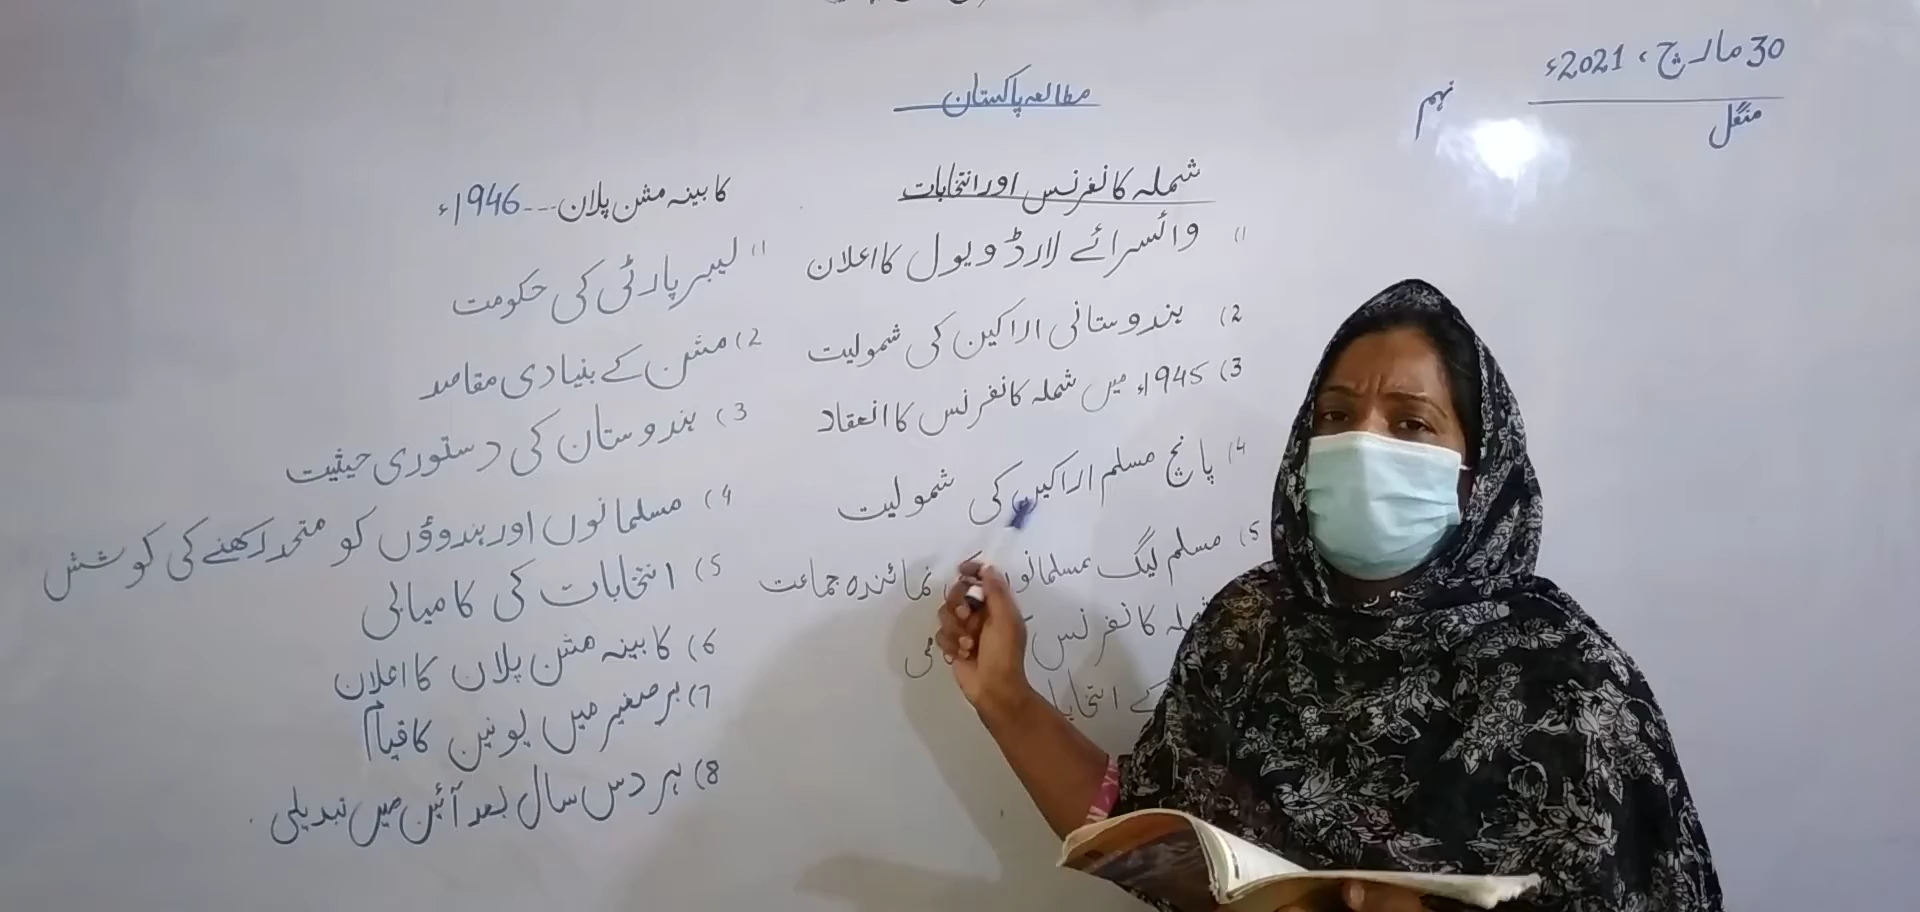 30 مارچ، 2021ء
منگل
نہم
مطالعہ پاکستان
شملہ کانفرنس اور انتخابات
1) وائسرائے لارڈ ویول کا اعلان
2) ہندوستانی اراکین کی شمولیت
3) 1945ء میں شملہ کانفرنس کا انعقاد
4) پانچ مسلم اراکین کی شمولیت
5) مسلم لیگ مسلمانوں کی نمائندہ جماعت
شملہ کانفرنس
کے
کابینہ مشن پلان---1946ء
1) لیبر پارٹی کی حکومت
2) مشن کے بنیادی مقاصد
3) ہندوستان کی دستوری حیثیت
4) مسلمانوں اور ہندوؤں کو متحد رکھنے کی کوشش
5) انتخابات کی کامیابی
6) کابینہ مشن پلان کا اعلان
7) برصغیر میں یونین کا قیام
8) ہر دس سال بعد آئین میں تبدیلی